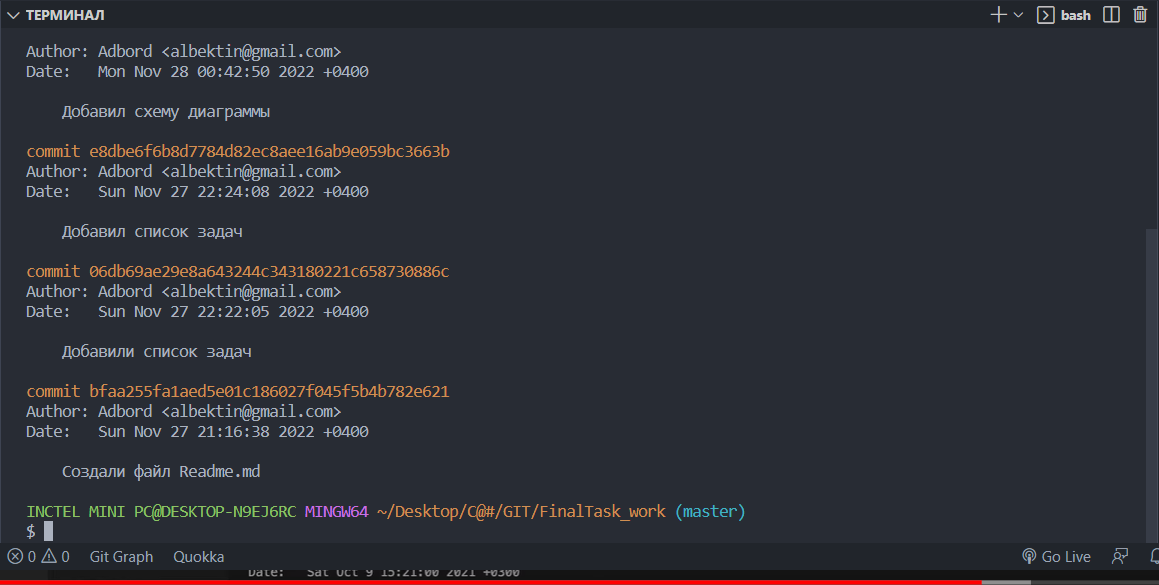 ТЕРМИНАЛ
bash
Author: Adbord <albektin@gmail.com>
Date:   Mon Nov 28 00:42:50 2022 +0400
Добавил схему диаграммы
commit e8dbe6f6b8d7784d82ec8aee16ab9e059bc3663b
Author: Adbord <albektin@gmail.com>
Date:   Sun Nov 27 22:24:08 2022 +0400
Добавил список задач
commit 06db69ae29e8a643244c343180221c658730886c
Author: Adbord <albektin@gmail.com>
Date:   Sun Nov 27 22:22:05 2022 +0400
Добавили список задач
commit bfaa255fa1aed5e01c186027f045f5b4b782e621
Author: Adbord <albektin@gmail.com>
Date:   Sun Nov 27 21:16:38 2022 +0400
Создали файл Readme.md
INCTEL MINI PC@DESKTOP-N9EJ6RC MINGW64 ~/Desktop/C@#/GIT/FinalTask_work (master)
$
0 0 Git Graph Quokka Go Live
Date:   Sat Oct 9 15:21:00 2021 +0300